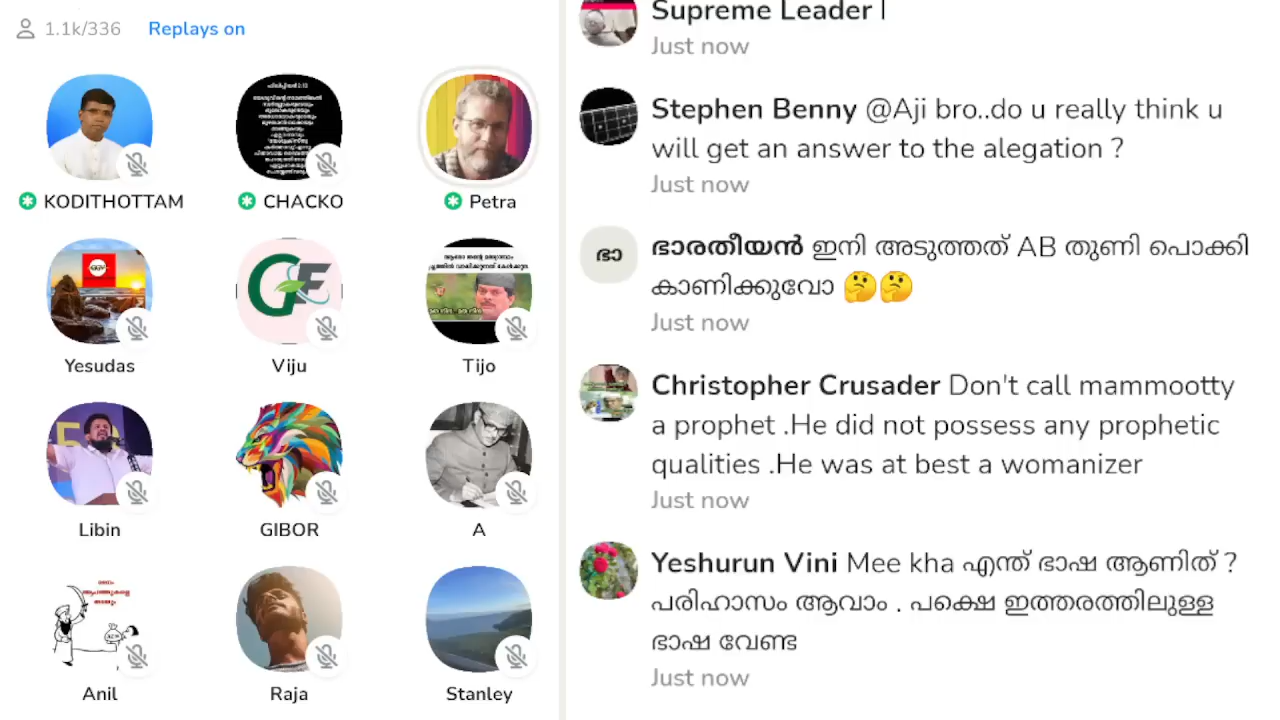 1.1k/336 Replays on
KODITHOTTAM CHACKO Petra
Yesudas Viju Tijo
Libin GIBOR A
Anil Raja Stanley
Supreme Leader I
Just now
Stephen Benny @Aji bro..do u really think u
will get an answer to the alegation ?
Just now
ഭാ
ഭാരതീയൻ ഇനി അടുത്തത് AB തുണി പൊക്കി
കാണിക്കുവോ 🤔🤔
Just now
Christopher Crusader Don't call mammootty
a prophet .He did not possess any prophetic
qualities .He was at best a womanizer
Just now
Yeshurun Vini Mee kha എന്ത് ഭാഷ ആണിത് ?
പരിഹാസം ആവാം . പക്ഷെ ഇത്തരത്തിലുള്ള
ഭാഷ വേണ്ട
Just now